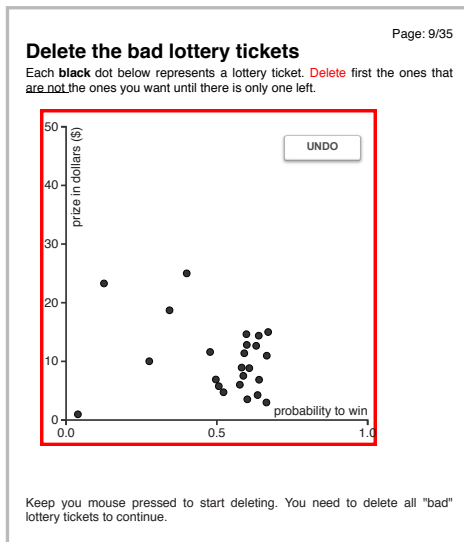 Page: 9/35
Delete the bad lottery tickets
Each black dot below represents a lottery ticket. Delete first the ones that
are not the ones you want until there is only one left.
50
prize in dollars ($)
UNDO
40
30
20
10
0
probability to win
0.0
0.5
1.0
Keep you mouse pressed to start deleting. You need to delete all "bad"
lottery tickets to continue.